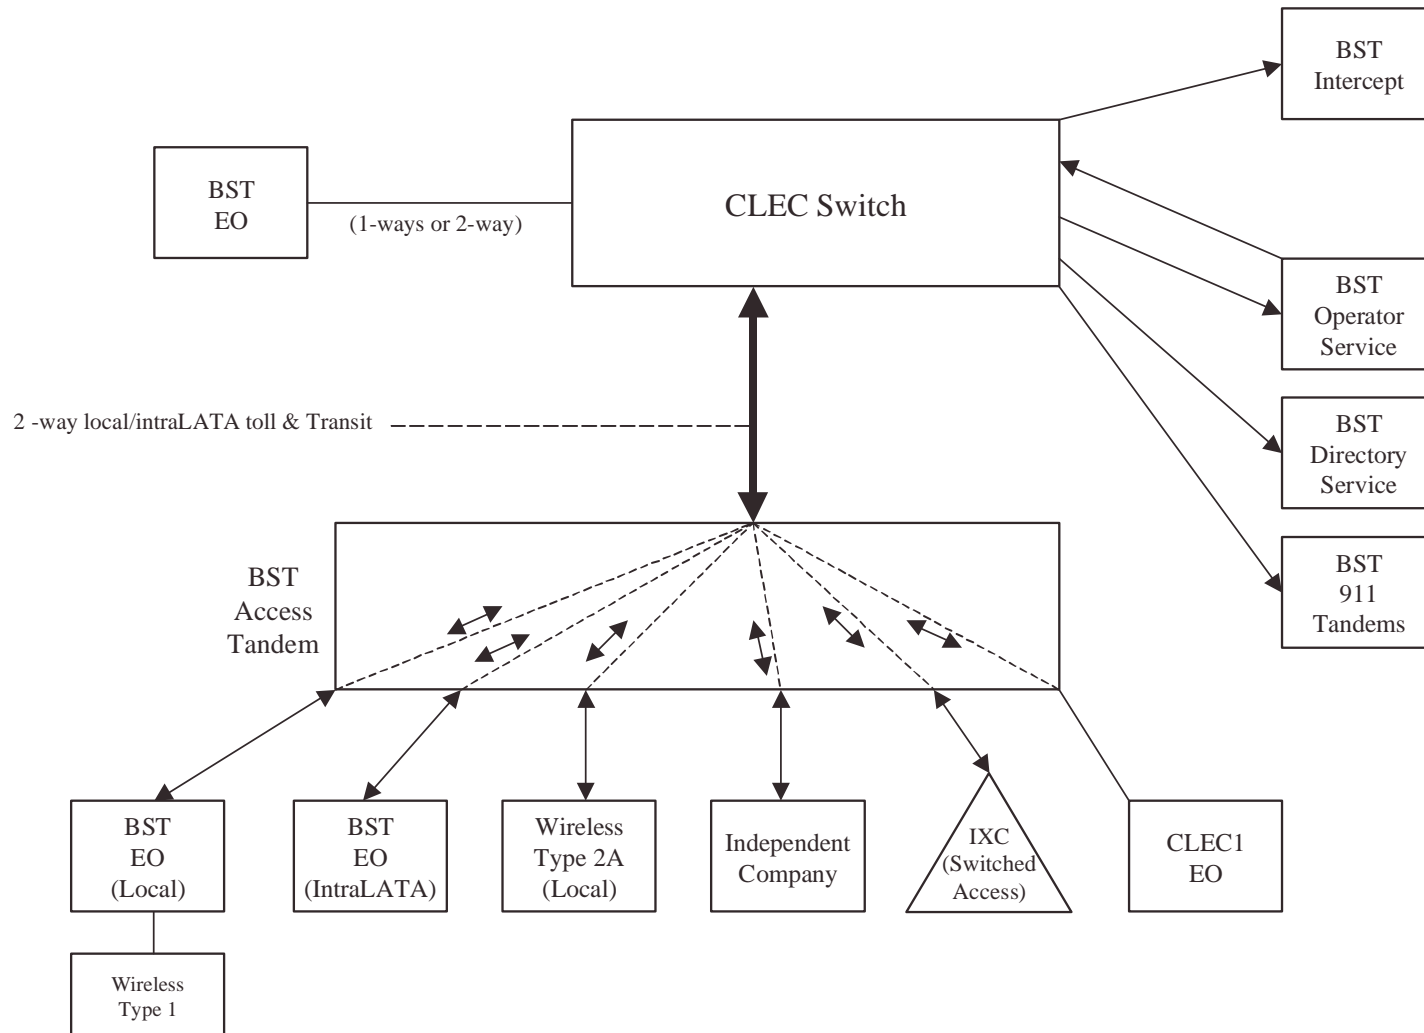 BST
Intercept
BST
EO
(1-ways or 2-way)
CLEC Switch
BST
Operator
Service
2 -way local/intraLATA toll & Transit
BST
Directory
Service
BST
911
Tandems
BST
Access
Tandem
BST
EO
(Local)
BST
EO
(IntraLATA)
Wireless
Type 2A
(Local)
Independent
Company
IXC
(Switched
Access)
CLEC1
EO
Wireless
Type 1